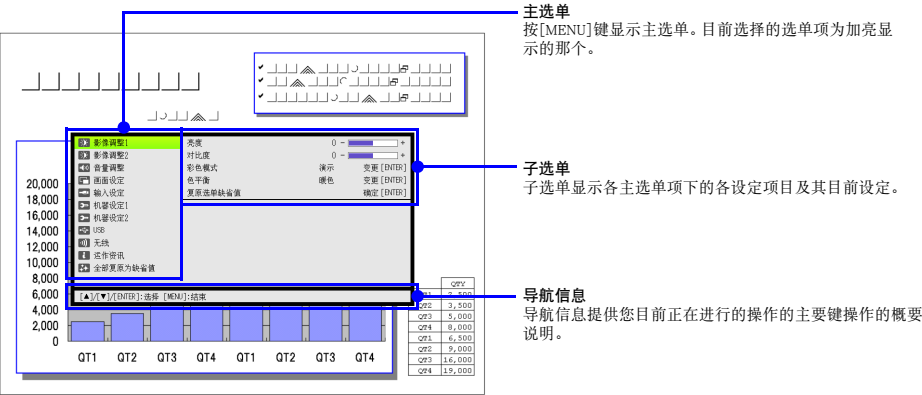 主选单
按[MENU]键显示主选单。目前选择的选单项为加亮显
示的那个。
子选单
子选单显示各主选单项下的各设定项目及其目前设定。
导航信息
导航信息提供您目前正在进行的操作的主要键操作的概要
说明。
影像调整1
影像调整2
音量调整
画面设定
输入设定
机器设定1
机器设定2
USB
无线
运作资讯
全部复原为缺省值
亮度 0 - +
对比度 0 - +
彩色模式 演示 变更[ENTER]
色平衡 暖色 变更[ENTER]
复原选单缺省值 确定[ENTER]
[▲]/[▼]/[ENTER]:选择 [MENU]:结束
20,000
18,000
16,000
14,000
12,000
10,000
8,000
6,000
4,000
2,000
0
QT1 QT2 QT3 QT4 QT1 QT2 QT3 QT4
QTY
2,500
QT2 3,500
QT3 5,000
QT4 8,000
QT1 6,500
QT2 9,000
QT3 16,000
QT4 19,000